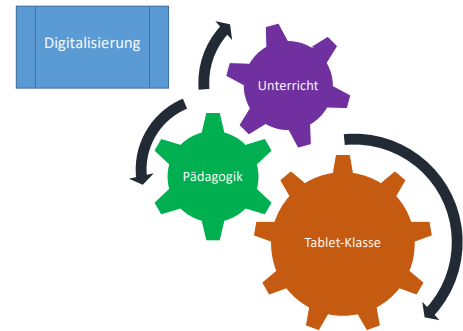 Digitalisierung
Unterricht
Pädagogik
Tablet-Klasse